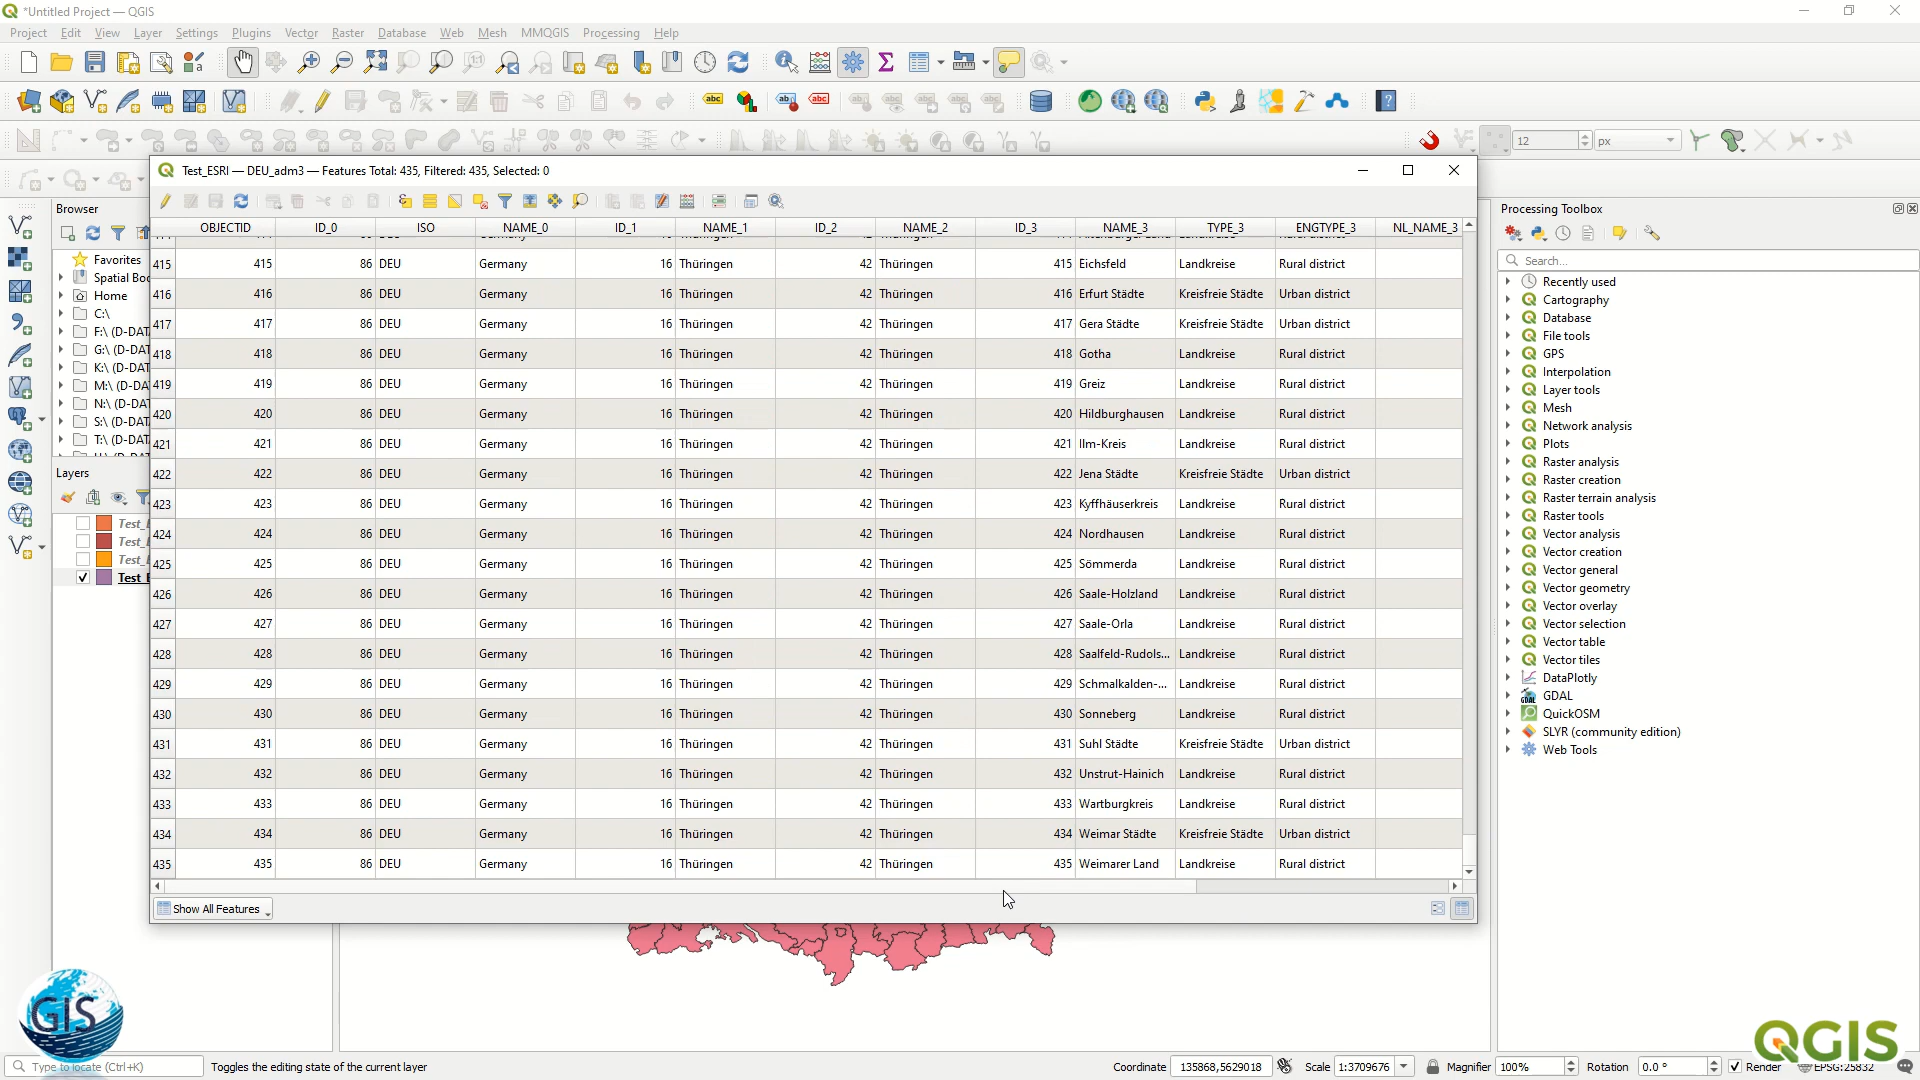 *Untitled Project — QGIS
Project Edit View Layer Settings Plugins Vector Raster Database Web Mesh MMQGIS Processing Help
12 px
Test_ESRI — DEU_adm3 — Features Total: 435, Filtered: 435, Selected: 0
Browser
Favorites
Spatial Boo
Home
C:\
F:\ (D-DAT
G:\ (D-DAT
K:\ (D-DAT
M:\ (D-DAT
N:\ (D-DAT
S:\ (D-DAT
T:\ (D-DAT
Layers
Test_E
Test_E
Test_E
Test_E
OBJECTID ID_0 ISO NAME_0 ID_1 NAME_1 ID_2 NAME_2 ID_3 NAME_3 TYPE_3 ENGTYPE_3 NL_NAME_3
415 415 86 DEU Germany 16 Thüringen 42 Thüringen 415 Eichsfeld Landkreise Rural district
416 416 86 DEU Germany 16 Thüringen 42 Thüringen 416 Erfurt Städte Kreisfreie Städte Urban district
417 417 86 DEU Germany 16 Thüringen 42 Thüringen 417 Gera Städte Kreisfreie Städte Urban district
418 418 86 DEU Germany 16 Thüringen 42 Thüringen 418 Gotha Landkreise Rural district
419 419 86 DEU Germany 16 Thüringen 42 Thüringen 419 Greiz Landkreise Rural district
420 420 86 DEU Germany 16 Thüringen 42 Thüringen 420 Hildburghausen Landkreise Rural district
421 421 86 DEU Germany 16 Thüringen 42 Thüringen 421 Ilm-Kreis Landkreise Rural district
422 422 86 DEU Germany 16 Thüringen 42 Thüringen 422 Jena Städte Kreisfreie Städte Urban district
423 423 86 DEU Germany 16 Thüringen 42 Thüringen 423 Kyffhäuserkreis Landkreise Rural district
424 424 86 DEU Germany 16 Thüringen 42 Thüringen 424 Nordhausen Landkreise Rural district
425 425 86 DEU Germany 16 Thüringen 42 Thüringen 425 Sömmerda Landkreise Rural district
426 426 86 DEU Germany 16 Thüringen 42 Thüringen 426 Saale-Holzland Landkreise Rural district
427 427 86 DEU Germany 16 Thüringen 42 Thüringen 427 Saale-Orla Landkreise Rural district
428 428 86 DEU Germany 16 Thüringen 42 Thüringen 428 Saalfeld-Rudols... Landkreise Rural district
429 429 86 DEU Germany 16 Thüringen 42 Thüringen 429 Schmalkalden-... Landkreise Rural district
430 430 86 DEU Germany 16 Thüringen 42 Thüringen 430 Sonneberg Landkreise Rural district
431 431 86 DEU Germany 16 Thüringen 42 Thüringen 431 Suhl Städte Kreisfreie Städte Urban district
432 432 86 DEU Germany 16 Thüringen 42 Thüringen 432 Unstrut-Hainich Landkreise Rural district
433 433 86 DEU Germany 16 Thüringen 42 Thüringen 433 Wartburgkreis Landkreise Rural district
434 434 86 DEU Germany 16 Thüringen 42 Thüringen 434 Weimar Städte Kreisfreie Städte Urban district
435 435 86 DEU Germany 16 Thüringen 42 Thüringen 435 Weimarer Land Landkreise Rural district
Show All Features
Processing Toolbox
Search...
Recently used
Cartography
Database
File tools
GPS
Interpolation
Layer tools
Mesh
Network analysis
Plots
Raster analysis
Raster creation
Raster terrain analysis
Raster tools
Vector analysis
Vector creation
Vector general
Vector geometry
Vector overlay
Vector selection
Vector table
Vector tiles
DataPlotly
GDAL
QuickOSM
SLYR (community edition)
Web Tools
GIS
QGIS
Type to locate (Ctrl+K) Toggles the editing state of the current layer Coordinate 135868,5629018 Scale 1:3709676 Magnifier 100% Rotation 0.0 ° Render EPSG:25832